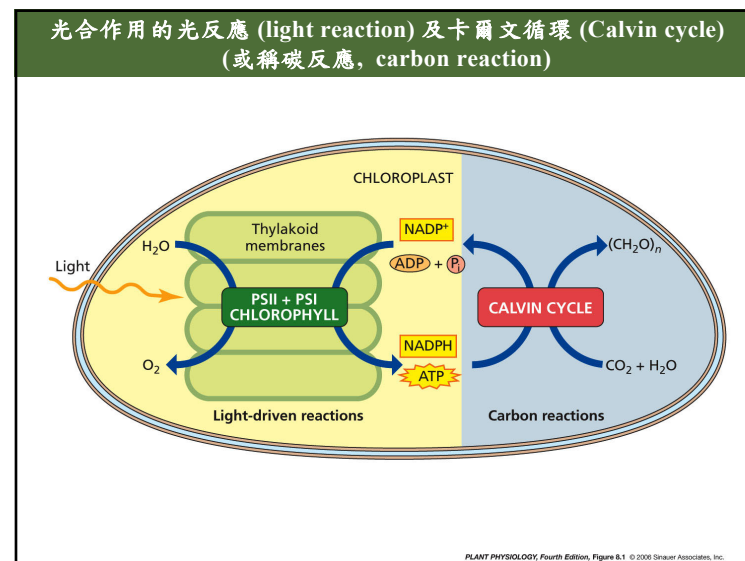 光合作用的光反應 (light reaction) 及卡爾文循環 (Calvin cycle)
(或稱碳反應, carbon reaction)
CHLOROPLAST
Thylakoid
membranes
H₂O
NADP⁺
(CH₂O)ₙ
Light
ADP + Pᵢ
PSII + PSI
CHLOROPHYLL
CALVIN CYCLE
NADPH
O₂
ATP
CO₂ + H₂O
Light-driven reactions
Carbon reactions
PLANT PHYSIOLOGY, Fourth Edition, Figure 8.1 © 2006 Sinauer Associates, Inc.